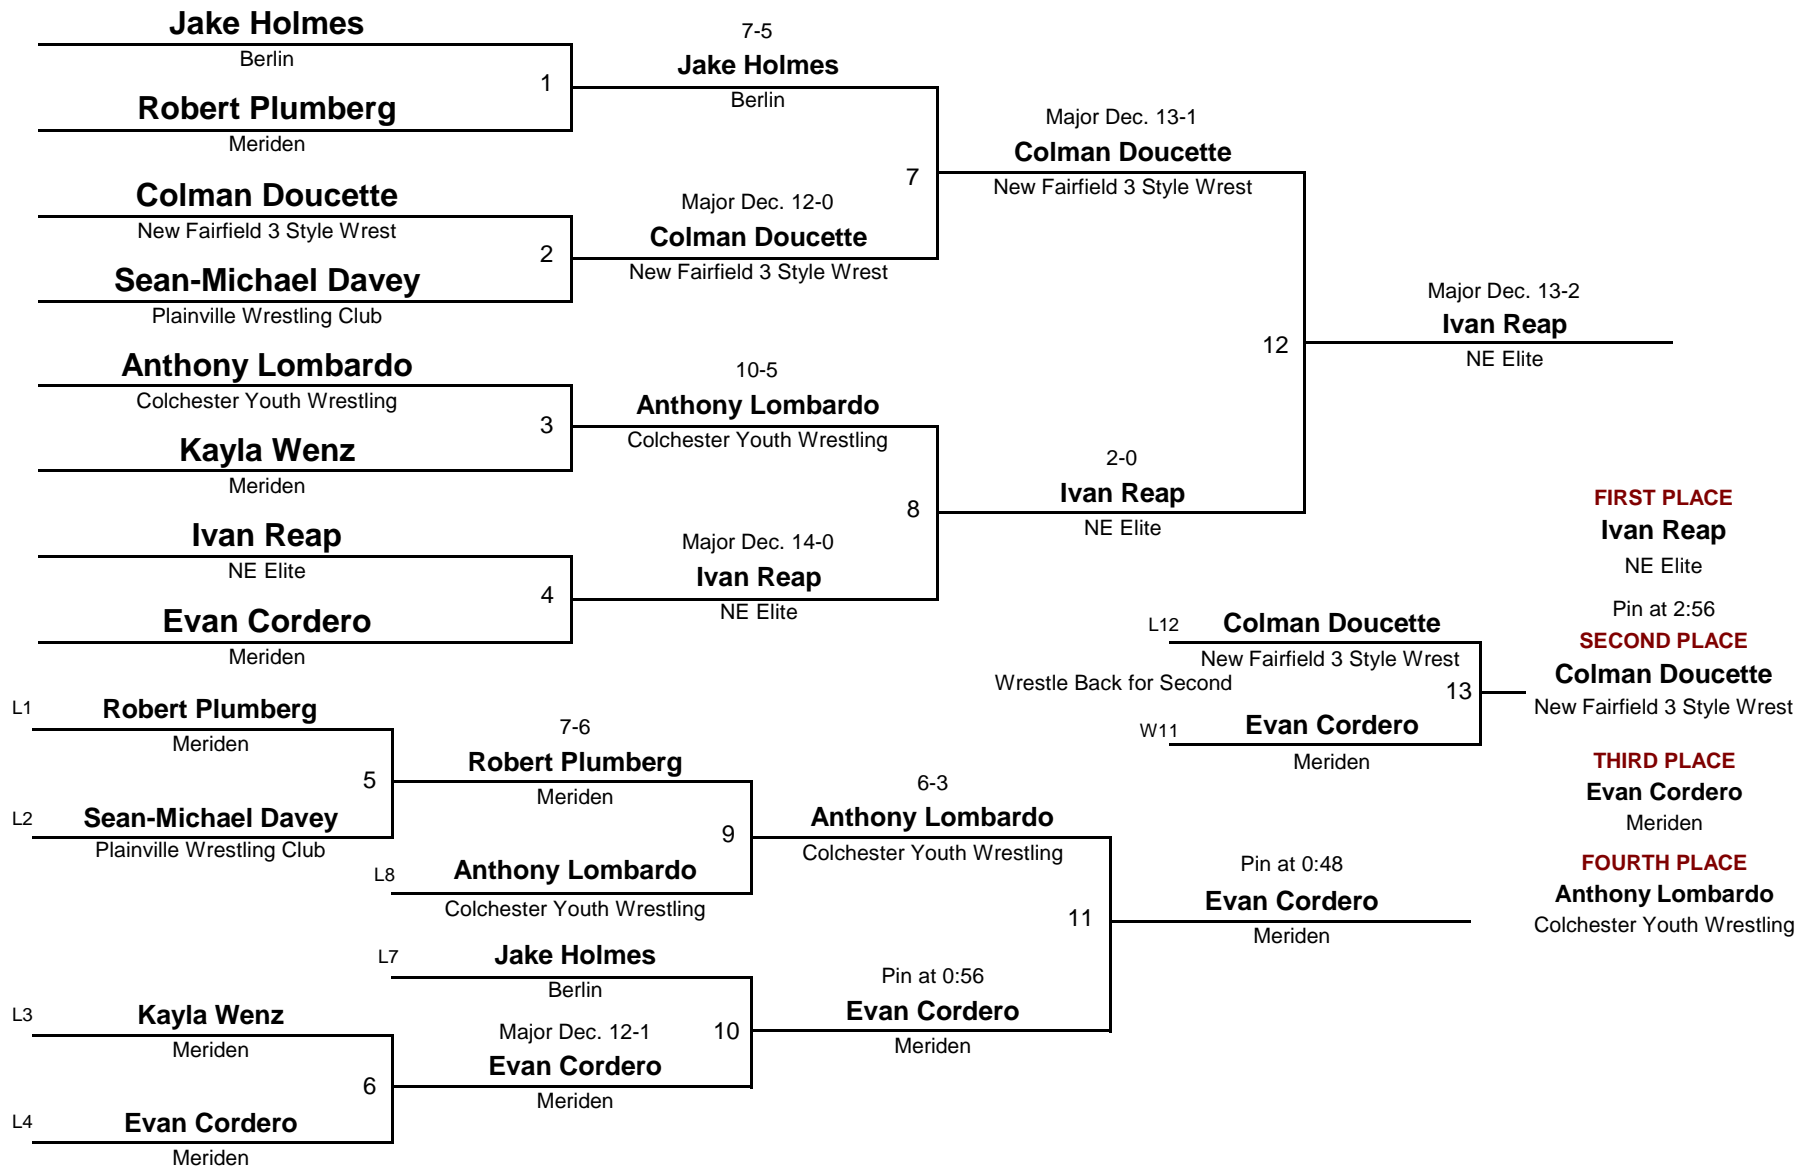 Jake Holmes
Berlin
1
Robert Plumberg
Meriden
7-5
Jake Holmes
Berlin
Colman Doucette
New Fairfield 3 Style Wrest
2
Sean-Michael Davey
Plainville Wrestling Club
Major Dec. 12-0
Colman Doucette
New Fairfield 3 Style Wrest
7
Major Dec. 13-1
Colman Doucette
New Fairfield 3 Style Wrest
Anthony Lombardo
Colchester Youth Wrestling
3
Kayla Wenz
Meriden
10-5
Anthony Lombardo
Colchester Youth Wrestling
Ivan Reap
NE Elite
4
Evan Cordero
Meriden
Major Dec. 14-0
Ivan Reap
NE Elite
8
2-0
Ivan Reap
NE Elite
12
Major Dec. 13-2
Ivan Reap
NE Elite
L1
Robert Plumberg
Meriden
5
L2
Sean-Michael Davey
Plainville Wrestling Club
7-6
Robert Plumberg
Meriden
9
L8
Anthony Lombardo
Colchester Youth Wrestling
6-3
Anthony Lombardo
Colchester Youth Wrestling
L7
Jake Holmes
Berlin
L3
Kayla Wenz
Meriden
6
L4
Evan Cordero
Meriden
Major Dec. 12-1
Evan Cordero
Meriden
10
Pin at 0:56
Evan Cordero
Meriden
11
Pin at 0:48
Evan Cordero
Meriden
L12
Colman Doucette
New Fairfield 3 Style Wrest
Wrestle Back for Second
13
W11
Evan Cordero
Meriden
FIRST PLACE
Ivan Reap
NE Elite
Pin at 2:56
SECOND PLACE
Colman Doucette
New Fairfield 3 Style Wrest
THIRD PLACE
Evan Cordero
Meriden
FOURTH PLACE
Anthony Lombardo
Colchester Youth Wrestling